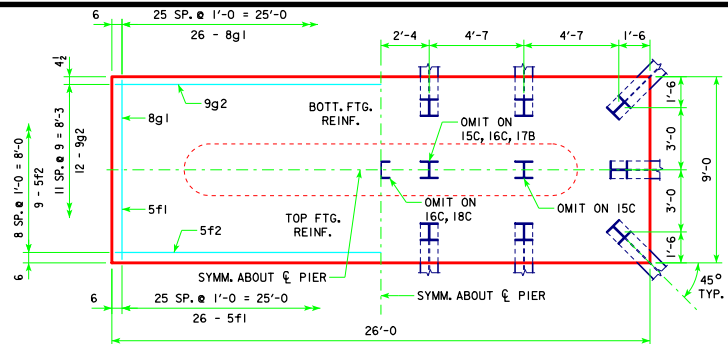 6
25 SP. @ 1'-0 = 25'-0
26 - 8g1
2'-4
4'-7
4'-7
1'-6
4½
9g2
8g1
BOTT. FTG.
REINF.
OMIT ON
15C, 16C, 17B
1'-6
3'-0
9'-0
3'-0
1'-6
8 SP. @ 1'-0 = 8'-0
9 - 5f2
11 SP. @ 9 = 8'-3
12 - 9g2
5f1
5f2
TOP FTG.
REINF.
OMIT ON
16C, 18C
OMIT ON 15C
6
SYMM. ABOUT ℄ PIER
SYMM. ABOUT ℄ PIER
45°
TYP.
6
25 SP. @ 1'-0 = 25'-0
26 - 5f1
26'-0